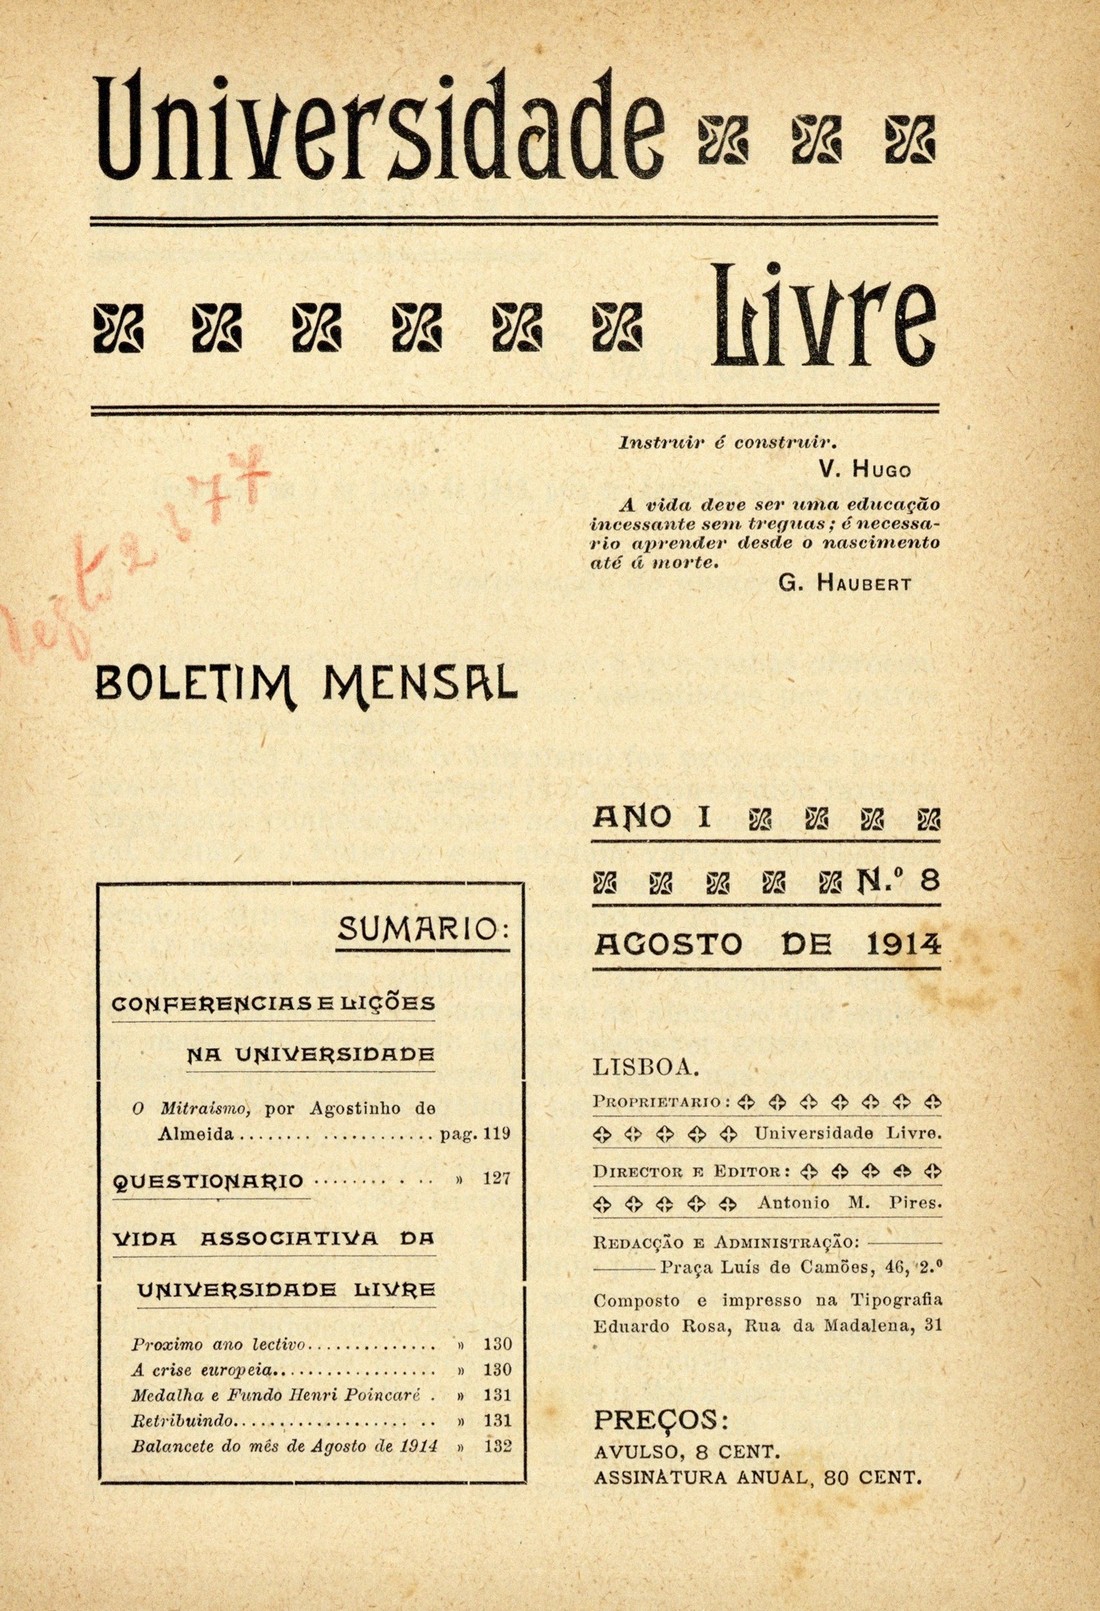 Universidade
Livre
Instruir é construir.
V. Hugo
A vida deve ser uma educação
incessante sem treguas; é necessa-
rio aprender desde o nascimento
até á morte.
G. Haubert
BOLETIM MENSAL
ANO I
N.º 8
AGOSTO DE 1914
SUMARIO:
CONFERENCIAS E LIÇÕES
NA UNIVERSIDADE
O Mitraismo, por Agostinho de
Almeida ........ ............ pag. 119
QUESTIONARIO ........ . .. » 127
VIDA ASSOCIATIVA DA
UNIVERSIDADE LIVRE
Proximo ano lectivo.............. » 130
A crise europeia.................. » 130
Medalha e Fundo Henri Poincaré . » 131
Retribuindo.................... .. » 131
Balancete do mês de Agosto de 1914 » 132
LISBOA.
Proprietario:
Universidade Livre.
Director e Editor:
Antonio M. Pires.
Redacção e Administração:
Praça Luís de Camões, 46, 2.º
Composto e impresso na Tipografia
Eduardo Rosa, Rua da Madalena, 31
PREÇOS:
AVULSO, 8 CENT.
ASSINATURA ANUAL, 80 CENT.